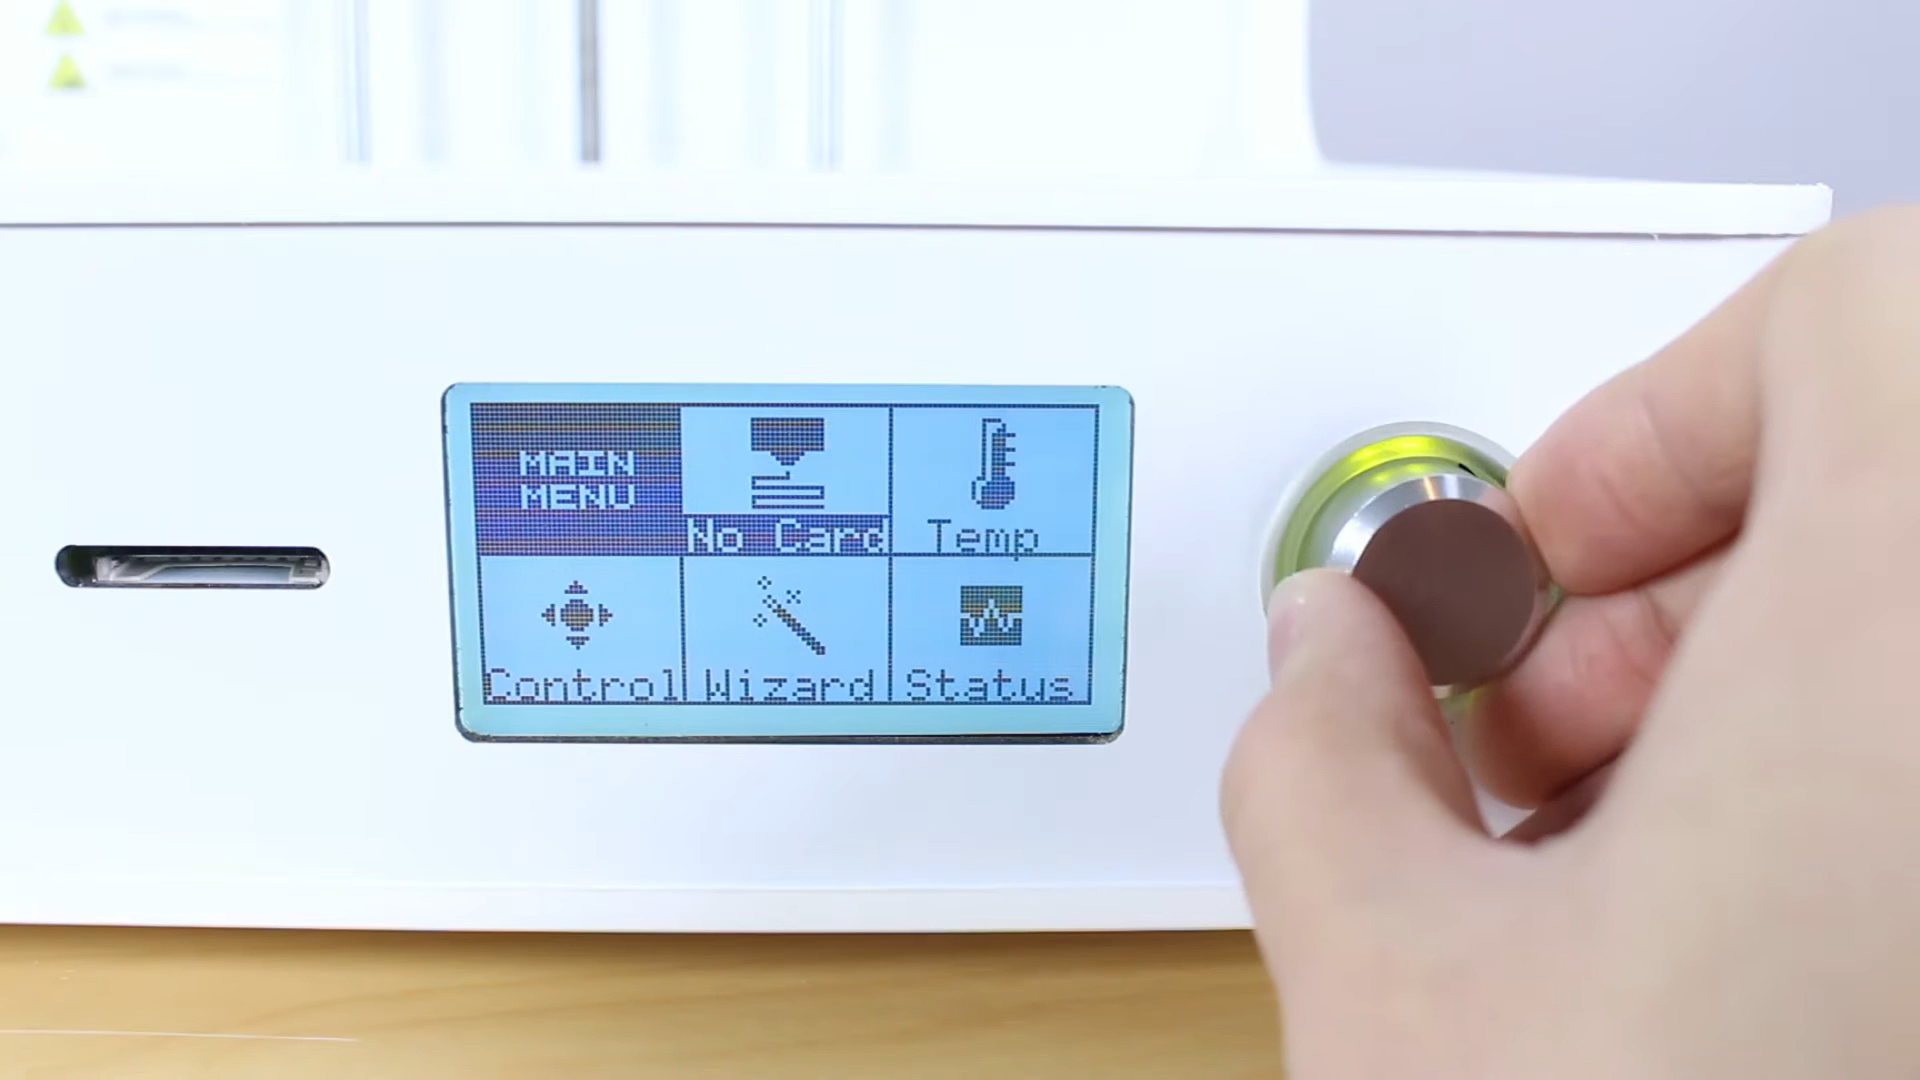 MAIN
MENU
No Card
Temp
Control
Wizard
Status